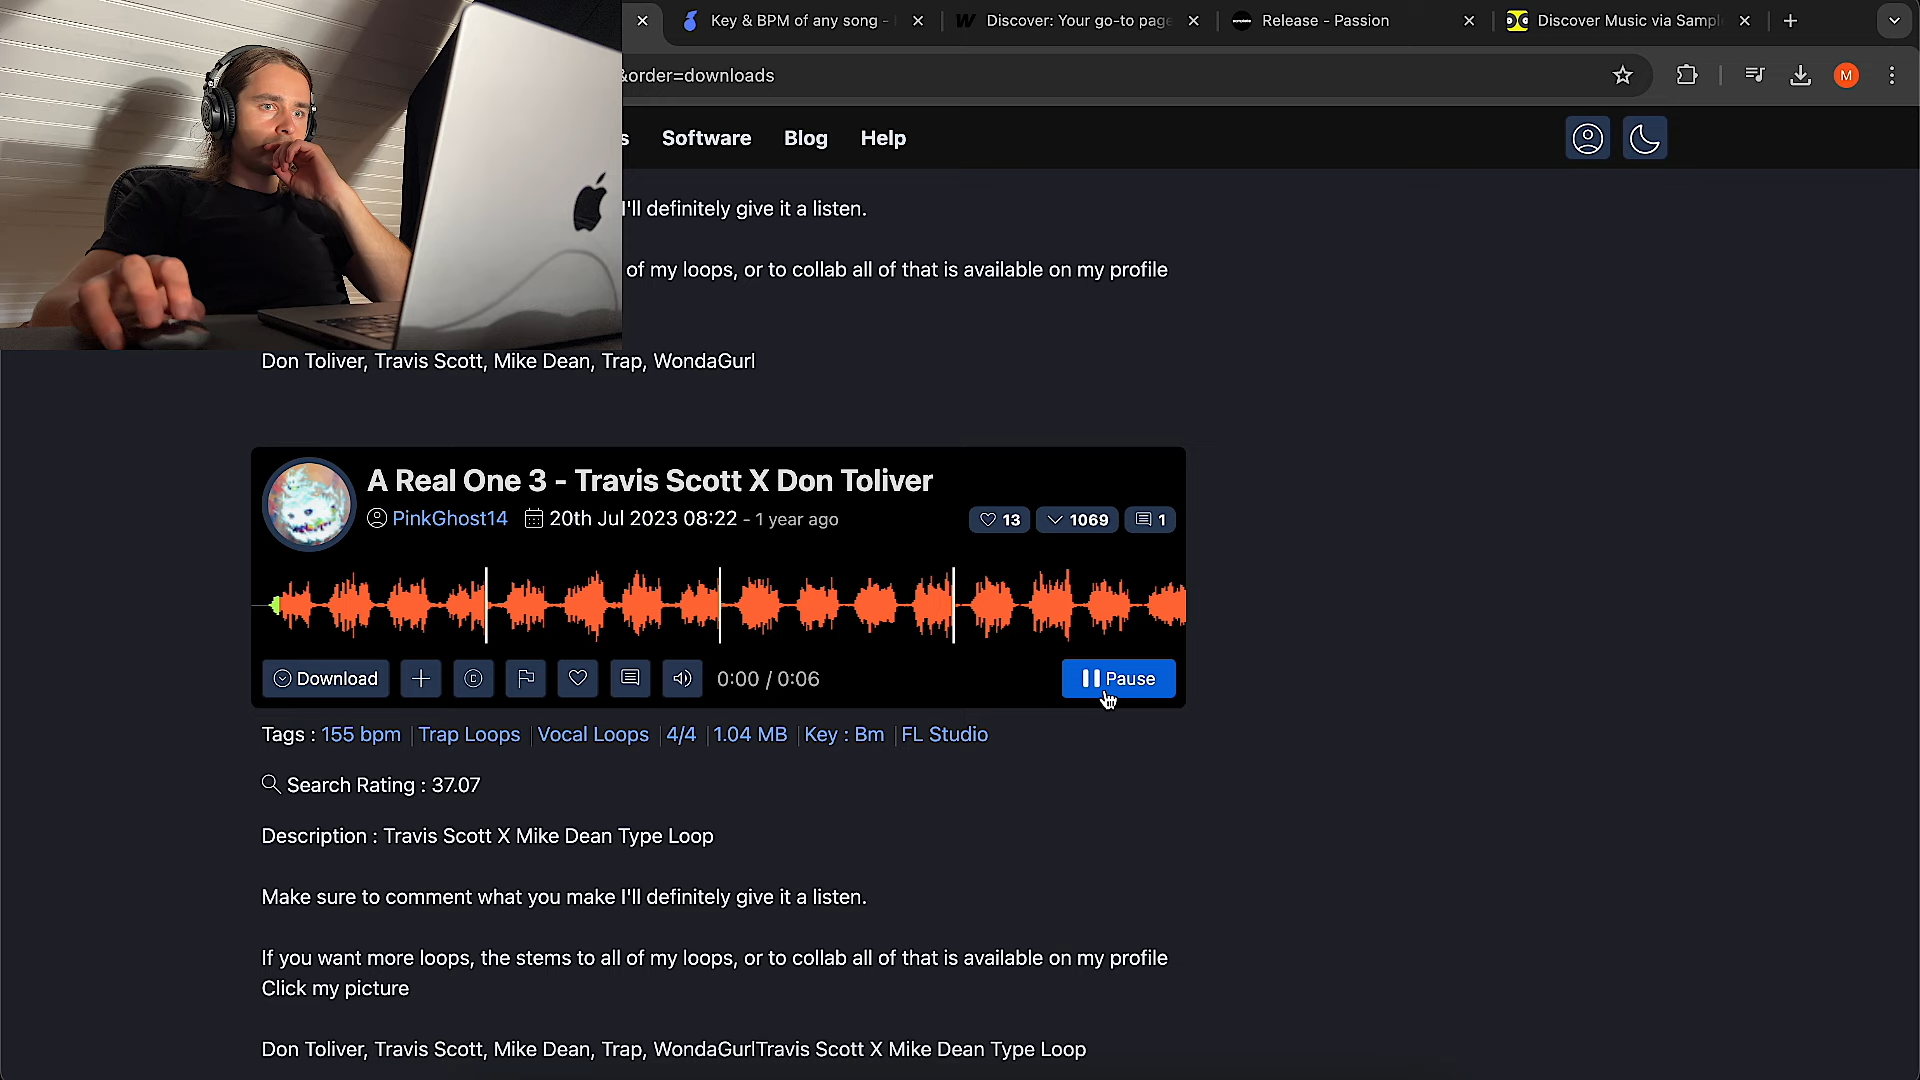 Key & BPM of any song -
Discover: Your go-to page
Release - Passion
Discover Music via Sampl
&order=downloads
M
s Software Blog Help
I'll definitely give it a listen.
of my loops, or to collab all of that is available on my profile
Don Toliver, Travis Scott, Mike Dean, Trap, WondaGurl
A Real One 3 - Travis Scott X Don Toliver
PinkGhost14 20th Jul 2023 08:22 - 1 year ago
13 1069 1
Download 0:00 / 0:06 Pause
Tags : 155 bpm Trap Loops Vocal Loops 4/4 1.04 MB Key : Bm FL Studio
Search Rating : 37.07
Description : Travis Scott X Mike Dean Type Loop
Make sure to comment what you make I'll definitely give it a listen.
If you want more loops, the stems to all of my loops, or to collab all of that is available on my profile
Click my picture
Don Toliver, Travis Scott, Mike Dean, Trap, WondaGurlTravis Scott X Mike Dean Type Loop